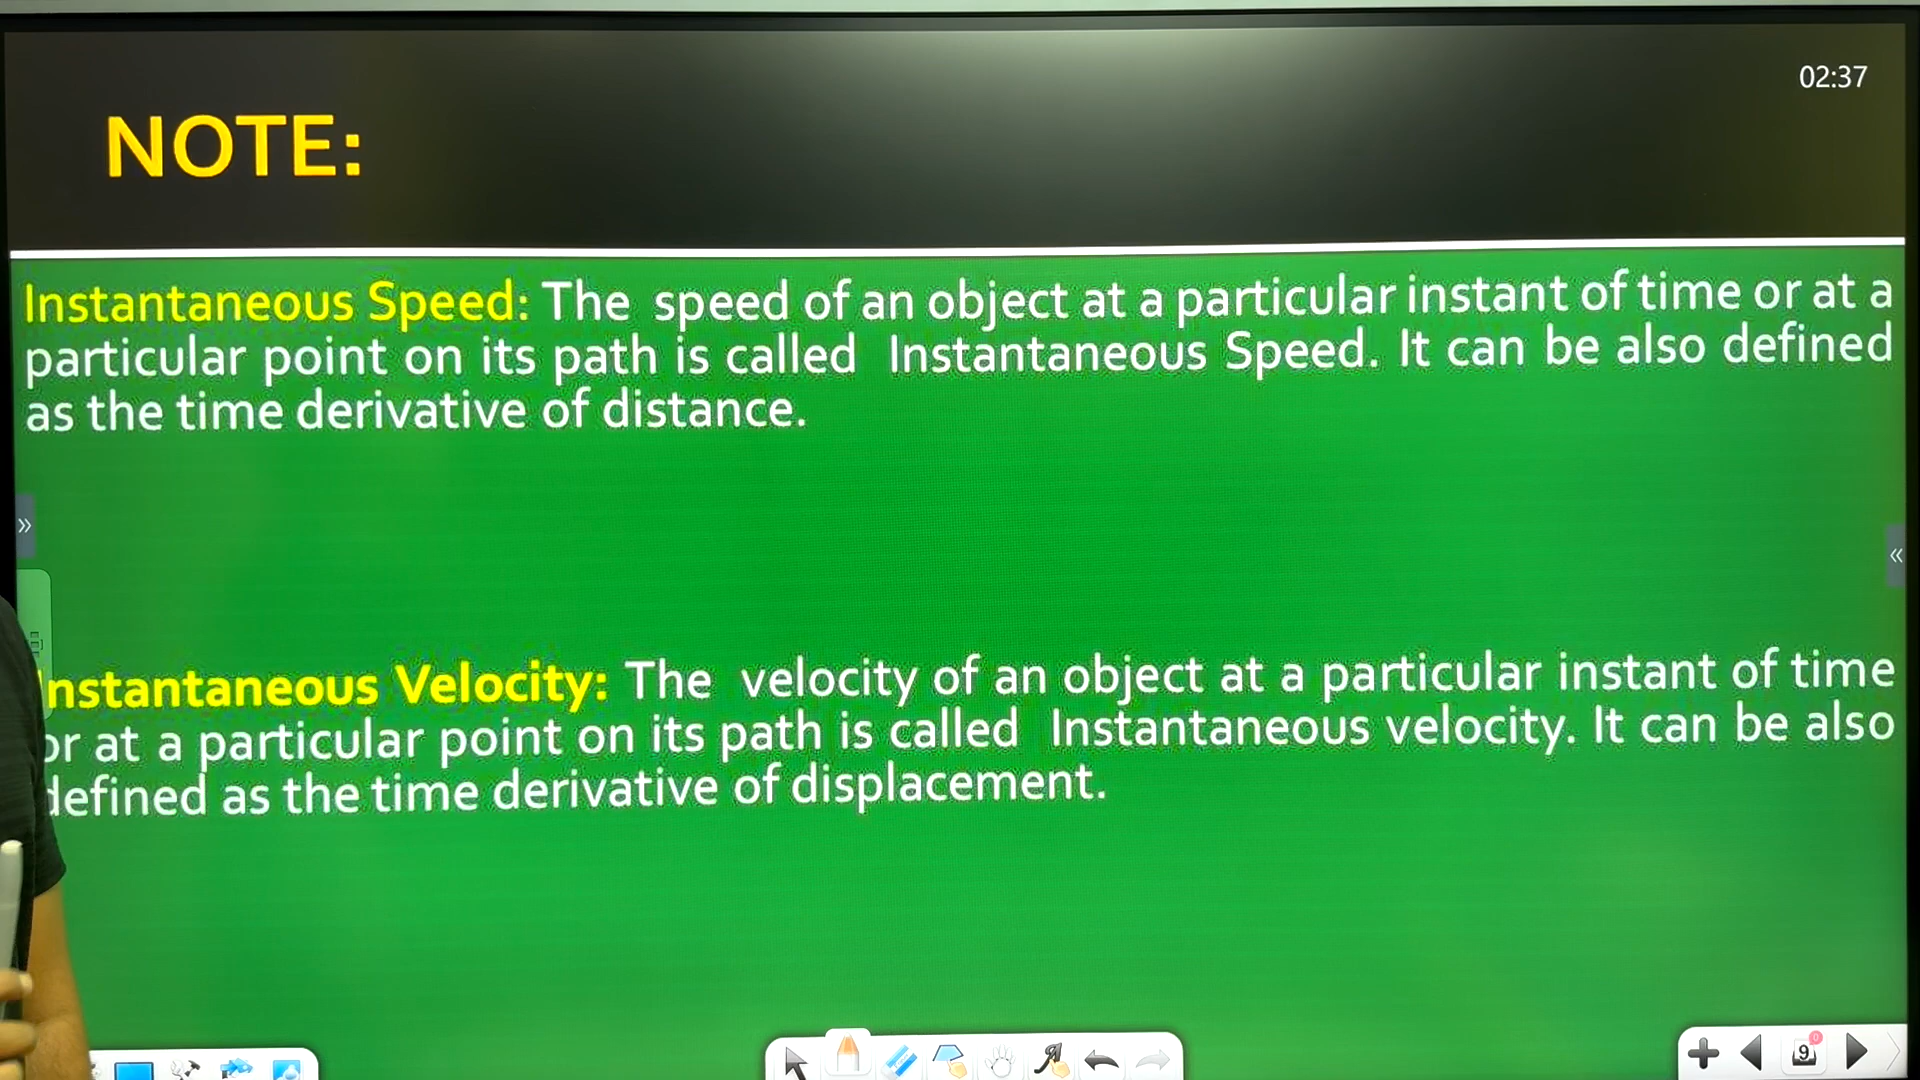 02:37
NOTE:
Instantaneous Speed: The speed of an object at a particular instant of time or at a
particular point on its path is called Instantaneous Speed. It can be also defined
as the time derivative of distance.
Instantaneous Velocity: The velocity of an object at a particular instant of time
or at a particular point on its path is called Instantaneous velocity. It can be also
defined as the time derivative of displacement.
9
0